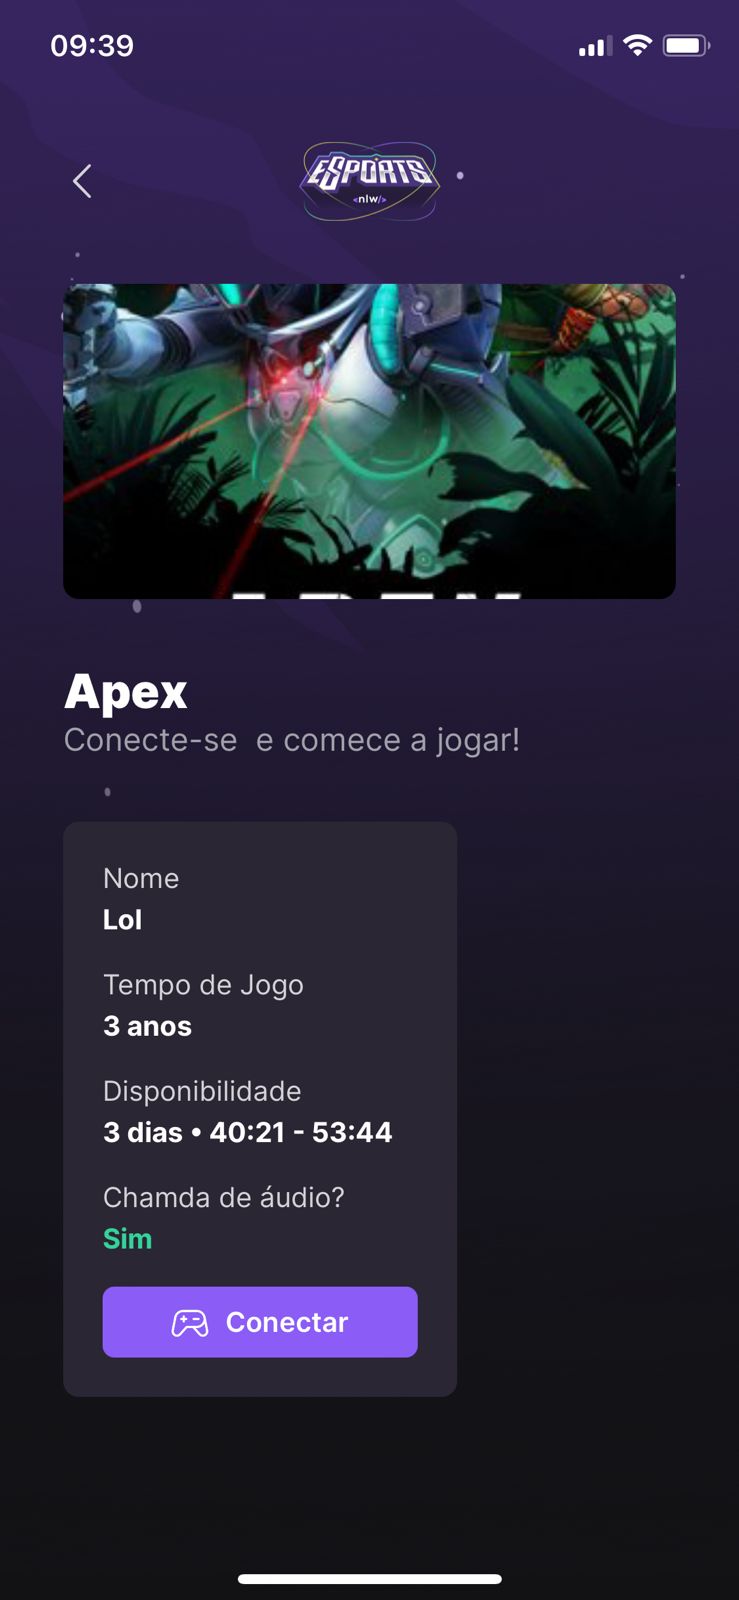 09:39
eSPORTS
<nlw/>
Apex
Conecte-se  e comece a jogar!
Nome
Lol
Tempo de Jogo
3 anos
Disponibilidade
3 dias • 40:21 - 53:44
Chamda de áudio?
Sim
Conectar